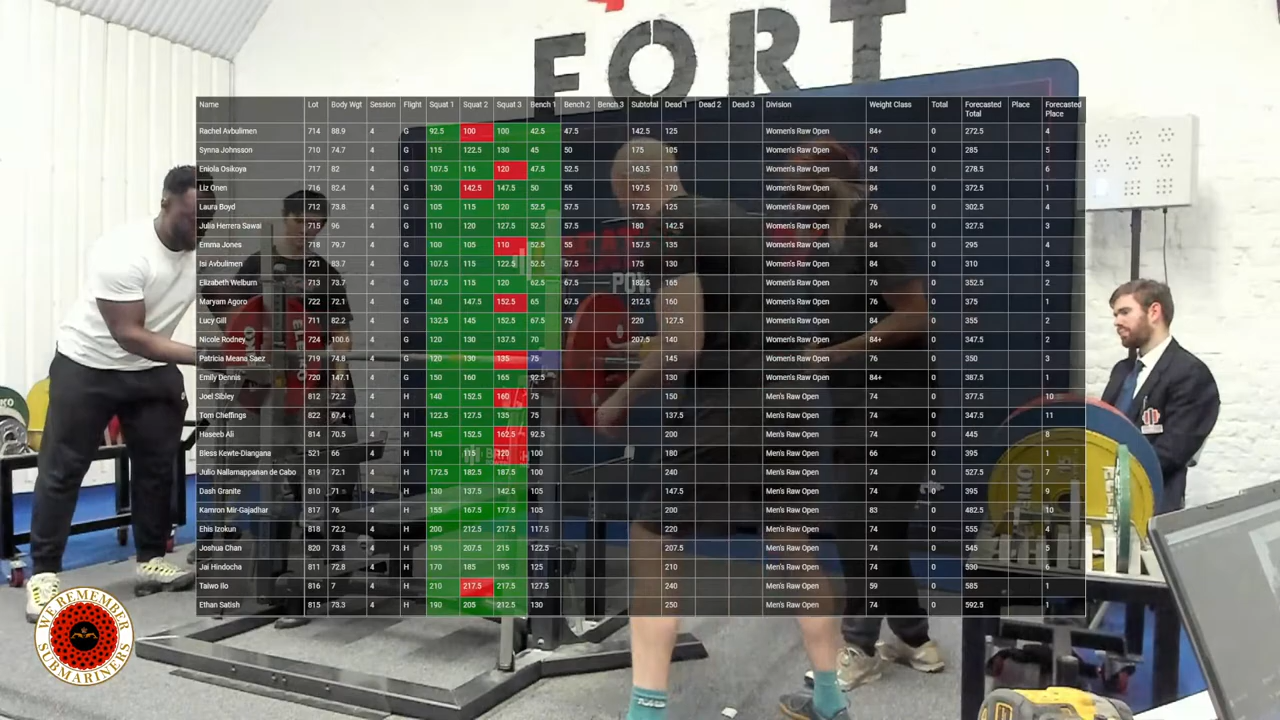 FORT
Name Lot Body Wgt Session Flight Squat 1 Squat 2 Squat 3 Bench 1 Bench 2 Bench 3 Subtotal Dead 1 Dead 2 Dead 3 Division Weight Class Total Forecasted Total Place Forecasted Place
Rachel Avbulimen 714 88.9 4 G 92.5 100 100 42.5 47.5 142.5 125 Women's Raw Open 84+ 0 272.5 4
Synna Johnsson 710 74.7 4 G 115 122.5 130 45 50 175 105 Women's Raw Open 76 0 285 5
Eniola Osikoya 717 82 4 G 107.5 116 120 47.5 52.5 163.5 110 Women's Raw Open 84 0 278.5 6
Liz Onen 716 82.4 4 G 130 142.5 147.5 50 55 197.5 170 Women's Raw Open 84 0 372.5 1
Laura Boyd 712 73.8 4 G 105 115 120 52.5 57.5 172.5 125 Women's Raw Open 76 0 302.5 4
Julia Herrera Sawai 715 96 4 G 110 120 127.5 52.5 57.5 180 142.5 Women's Raw Open 84+ 0 327.5 3
Emma Jones 718 79.7 4 G 100 105 110 52.5 55 157.5 135 Women's Raw Open 84 0 295 4
Isi Avbulimen 721 83.7 4 G 107.5 115 122.5 52.5 57.5 175 130 Women's Raw Open 84 0 310 3
Elizabeth Welburn 713 73.7 4 G 107.5 115 120 62.5 67.5 182.5 165 Women's Raw Open 76 0 352.5 2
Maryam Agoro 722 72.1 4 G 140 147.5 152.5 65 67.5 212.5 160 Women's Raw Open 76 0 375 1
Lucy Gill 711 82.2 4 G 132.5 145 152.5 67.5 75 220 127.5 Women's Raw Open 84 0 355 2
Nicole Rodney 724 100.6 4 G 120 130 137.5 70 207.5 140 Women's Raw Open 84+ 0 347.5 2
Patricia Meana Saez 719 74.8 4 G 120 130 135 75 145 Women's Raw Open 76 0 350 3
Emily Dennis 720 147.1 4 G 150 160 165 92.5 130 Women's Raw Open 84+ 0 387.5 1
Joel Sibley 812 72.2 4 H 140 152.5 160 75 150 Men's Raw Open 74 0 377.5 10
Tom Cheffings 822 67.4 4 H 122.5 127.5 135 75 137.5 Men's Raw Open 74 0 347.5 11
Haseeb Ali 814 70.5 4 H 145 152.5 162.5 92.5 200 Men's Raw Open 74 0 445 8
Bless Kewte-Diangana 521 66 4 H 110 115 120 100 180 Men's Raw Open 66 0 395 1
Julio Nallamappanan de Cabo 819 72.1 4 H 172.5 182.5 187.5 100 240 Men's Raw Open 74 0 527.5 7
Dash Granite 810 71 4 H 130 137.5 142.5 105 147.5 Men's Raw Open 74 0 395 9
Kamron Mir-Gajadhar 817 76 4 H 155 167.5 177.5 105 200 Men's Raw Open 83 0 482.5 10
Ehis Izokun 818 72.2 4 H 200 212.5 217.5 117.5 220 Men's Raw Open 74 0 555 4
Joshua Chan 820 73.8 4 H 195 207.5 215 122.5 207.5 Men's Raw Open 74 0 545 5
Jai Hindocha 811 72.8 4 H 170 185 195 125 210 Men's Raw Open 74 0 530 6
Taiwo Ilo 816 7 4 H 210 217.5 217.5 127.5 240 Men's Raw Open 59 0 585 1
Ethan Satish 815 73.3 4 H 190 205 212.5 130 250 Men's Raw Open 74 0 592.5 1
WE REMEMBER
SUBMARINERS